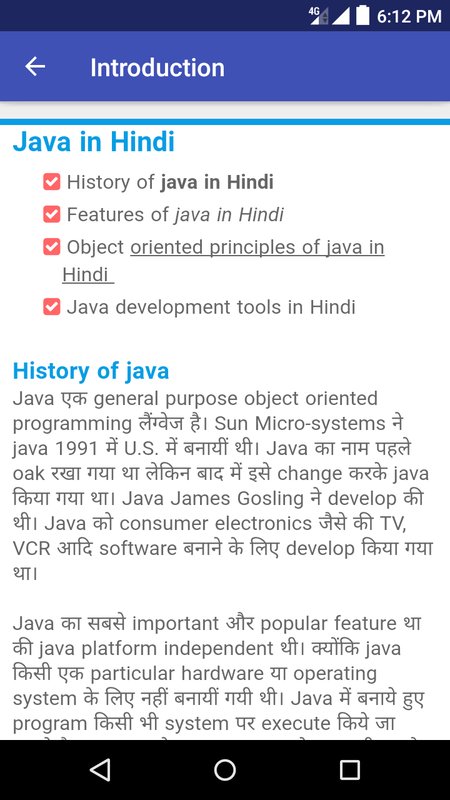 4G 6:12 PM
Introduction
Java in Hindi
History of java in Hindi
Features of java in Hindi
Object oriented principles of java in
Hindi
Java development tools in Hindi
History of java
Java एक general purpose object oriented
programming लैंग्वेज है। Sun Micro-systems ने
java 1991 में U.S. में बनायीं थी। Java का नाम पहले
oak रखा गया था लेकिन बाद में इसे change करके java
किया गया था। Java James Gosling ने develop की
थी। Java को consumer electronics जैसे की TV,
VCR आदि software बनाने के लिए develop किया गया
था।
Java का सबसे important और popular feature था
की java platform independent थी। क्योंकि java
किसी एक particular hardware या operating
system के लिए नहीं बनायीं गयी थी। Java में बनाये हुए
program किसी भी system पर execute किये जा